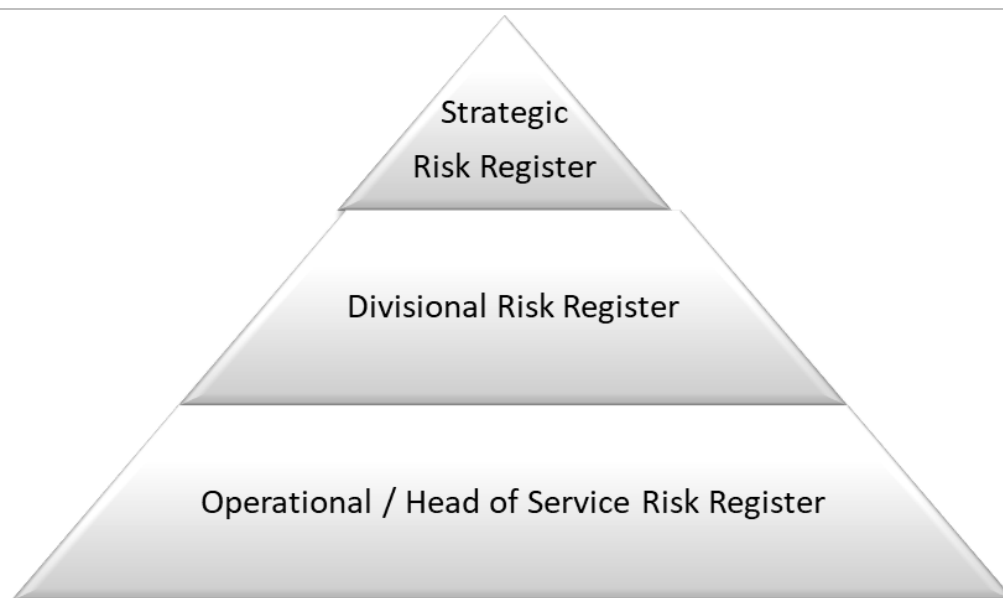 Strategic
Risk Register
Divisional Risk Register
Operational / Head of Service Risk Register